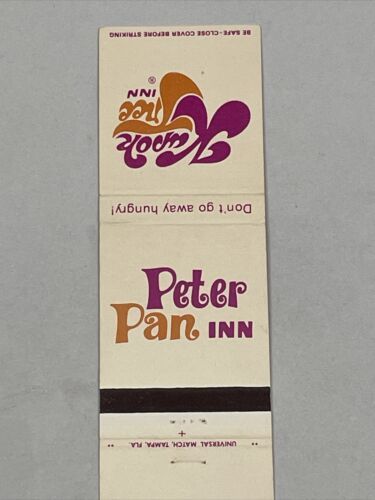 BE SAFE-CLOSE COVER BEFORE STRIKING
Kapok
Tree
INN
®
Don't go away hungry!
Peter
Pan INN
UNIVERSAL MATCH, TAMPA, FLA.